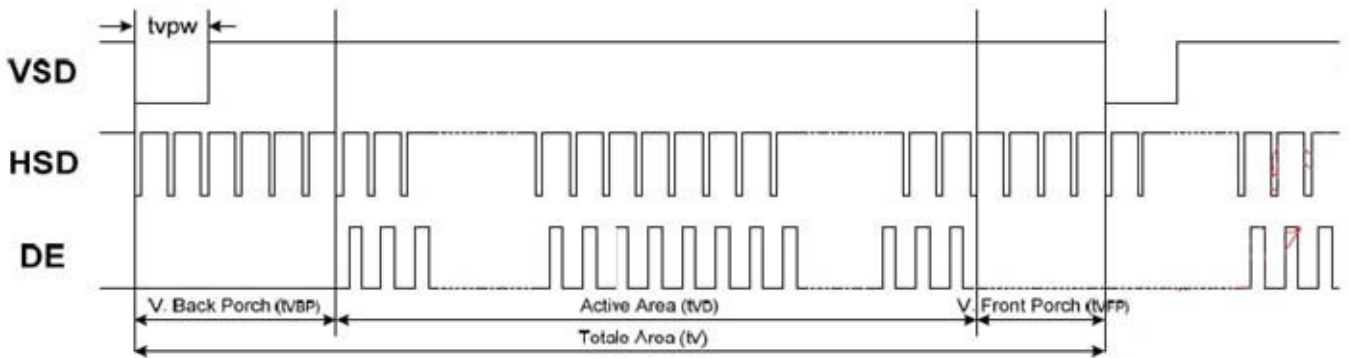 tvpw
VSD
HSD
DE
V. Back Porch (tVBP)
Active Area (tVD)
V. Front Porch (tVFP)
Totale Area (tV)